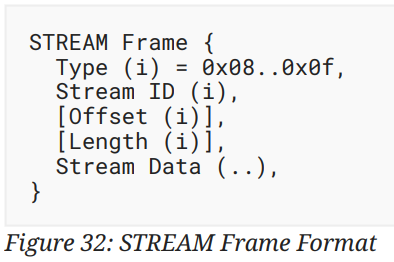 STREAM Frame {
  Type (i) = 0x08..0x0f,
  Stream ID (i),
  [Offset (i)],
  [Length (i)],
  Stream Data (..),
}
Figure 32: STREAM Frame Format